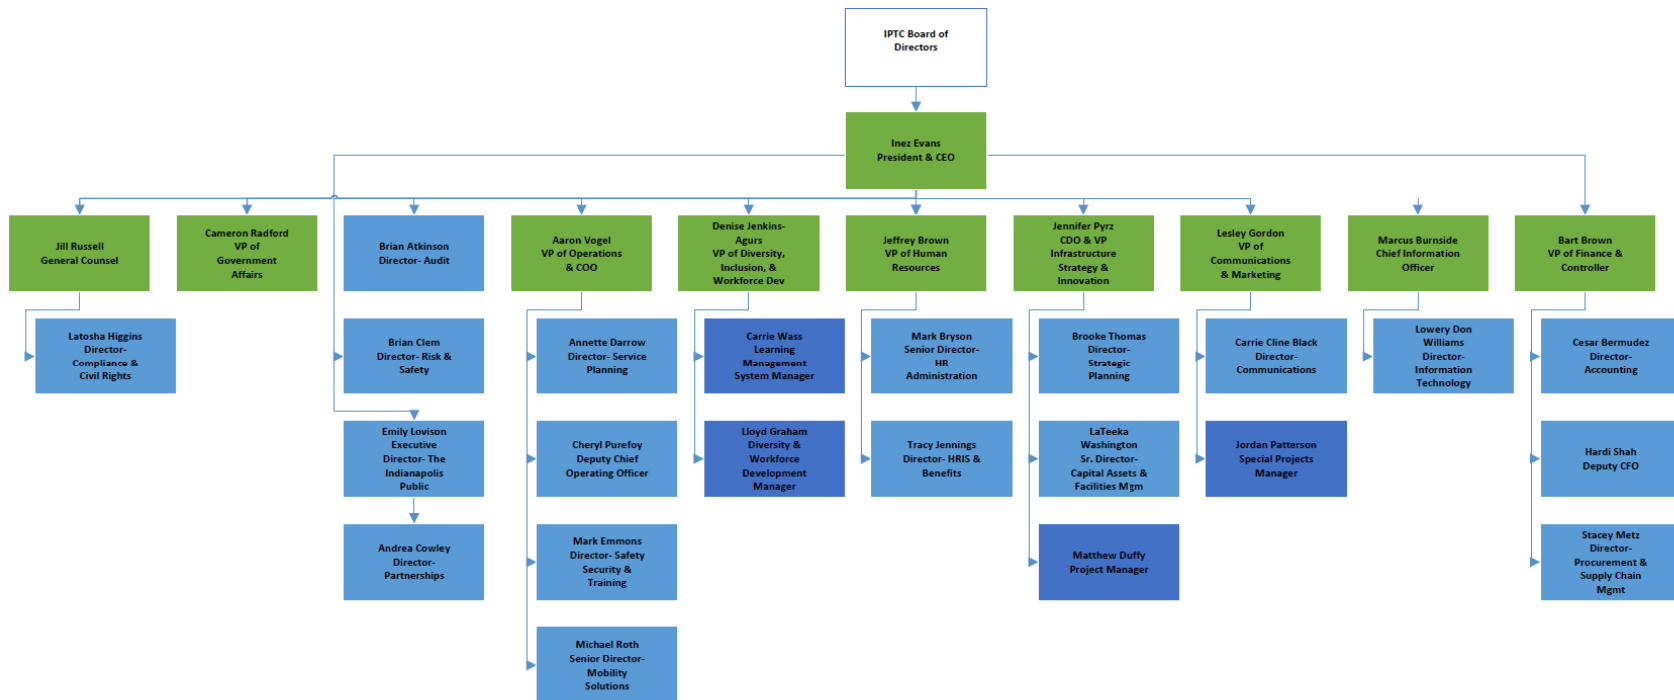 IPTC Board of
Directors
Inez Evans
President & CEO
Jill Russell
General Counsel
Cameron Radford
VP of
Government
Affairs
Brian Atkinson
Director- Audit
Aaron Vogel
VP of Operations
& COO
Denise Jenkins-
Agurs
VP of Diversity,
Inclusion, &
Workforce Dev
Jeffrey Brown
VP of Human
Resources
Jennifer Pyrz
CDO & VP
Infrastructure
Strategy &
Innovation
Lesley Gordon
VP of
Communications
& Marketing
Marcus Burnside
Chief Information
Officer
Bart Brown
VP of Finance &
Controller
Latosha Higgins
Director-
Compliance &
Civil Rights
Brian Clem
Director- Risk &
Safety
Annette Darrow
Director- Service
Planning
Carrie Wass
Learning
Management
System Manager
Mark Bryson
Senior Director-
HR
Administration
Brooke Thomas
Director-
Strategic
Planning
Carrie Cline Black
Director-
Communications
Lowery Don
Williams
Director-
Information
Technology
Cesar Bermudez
Director-
Accounting
Emily Lovison
Executive
Director- The
Indianapolis
Public
Cheryl Purefoy
Deputy Chief
Operating Officer
Lloyd Graham
Diversity &
Workforce
Development
Manager
Tracy Jennings
Director- HRIS &
Benefits
LaTeeka
Washington
Sr. Director-
Capital Assets &
Facilities Mgm
Jordan Patterson
Special Projects
Manager
Hardi Shah
Deputy CFO
Andrea Cowley
Director-
Partnerships
Mark Emmons
Director- Safety
Security &
Training
Matthew Duffy
Project Manager
Stacey Metz
Director-
Procurement &
Supply Chain
Mgmt
Michael Roth
Senior Director-
Mobility
Solutions